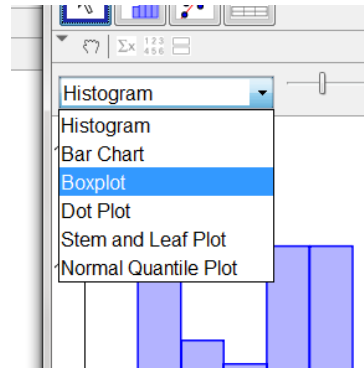 Σx 123
456
Histogram
Histogram
Bar Chart
Boxplot
Dot Plot
Stem and Leaf Plot
Normal Quantile Plot